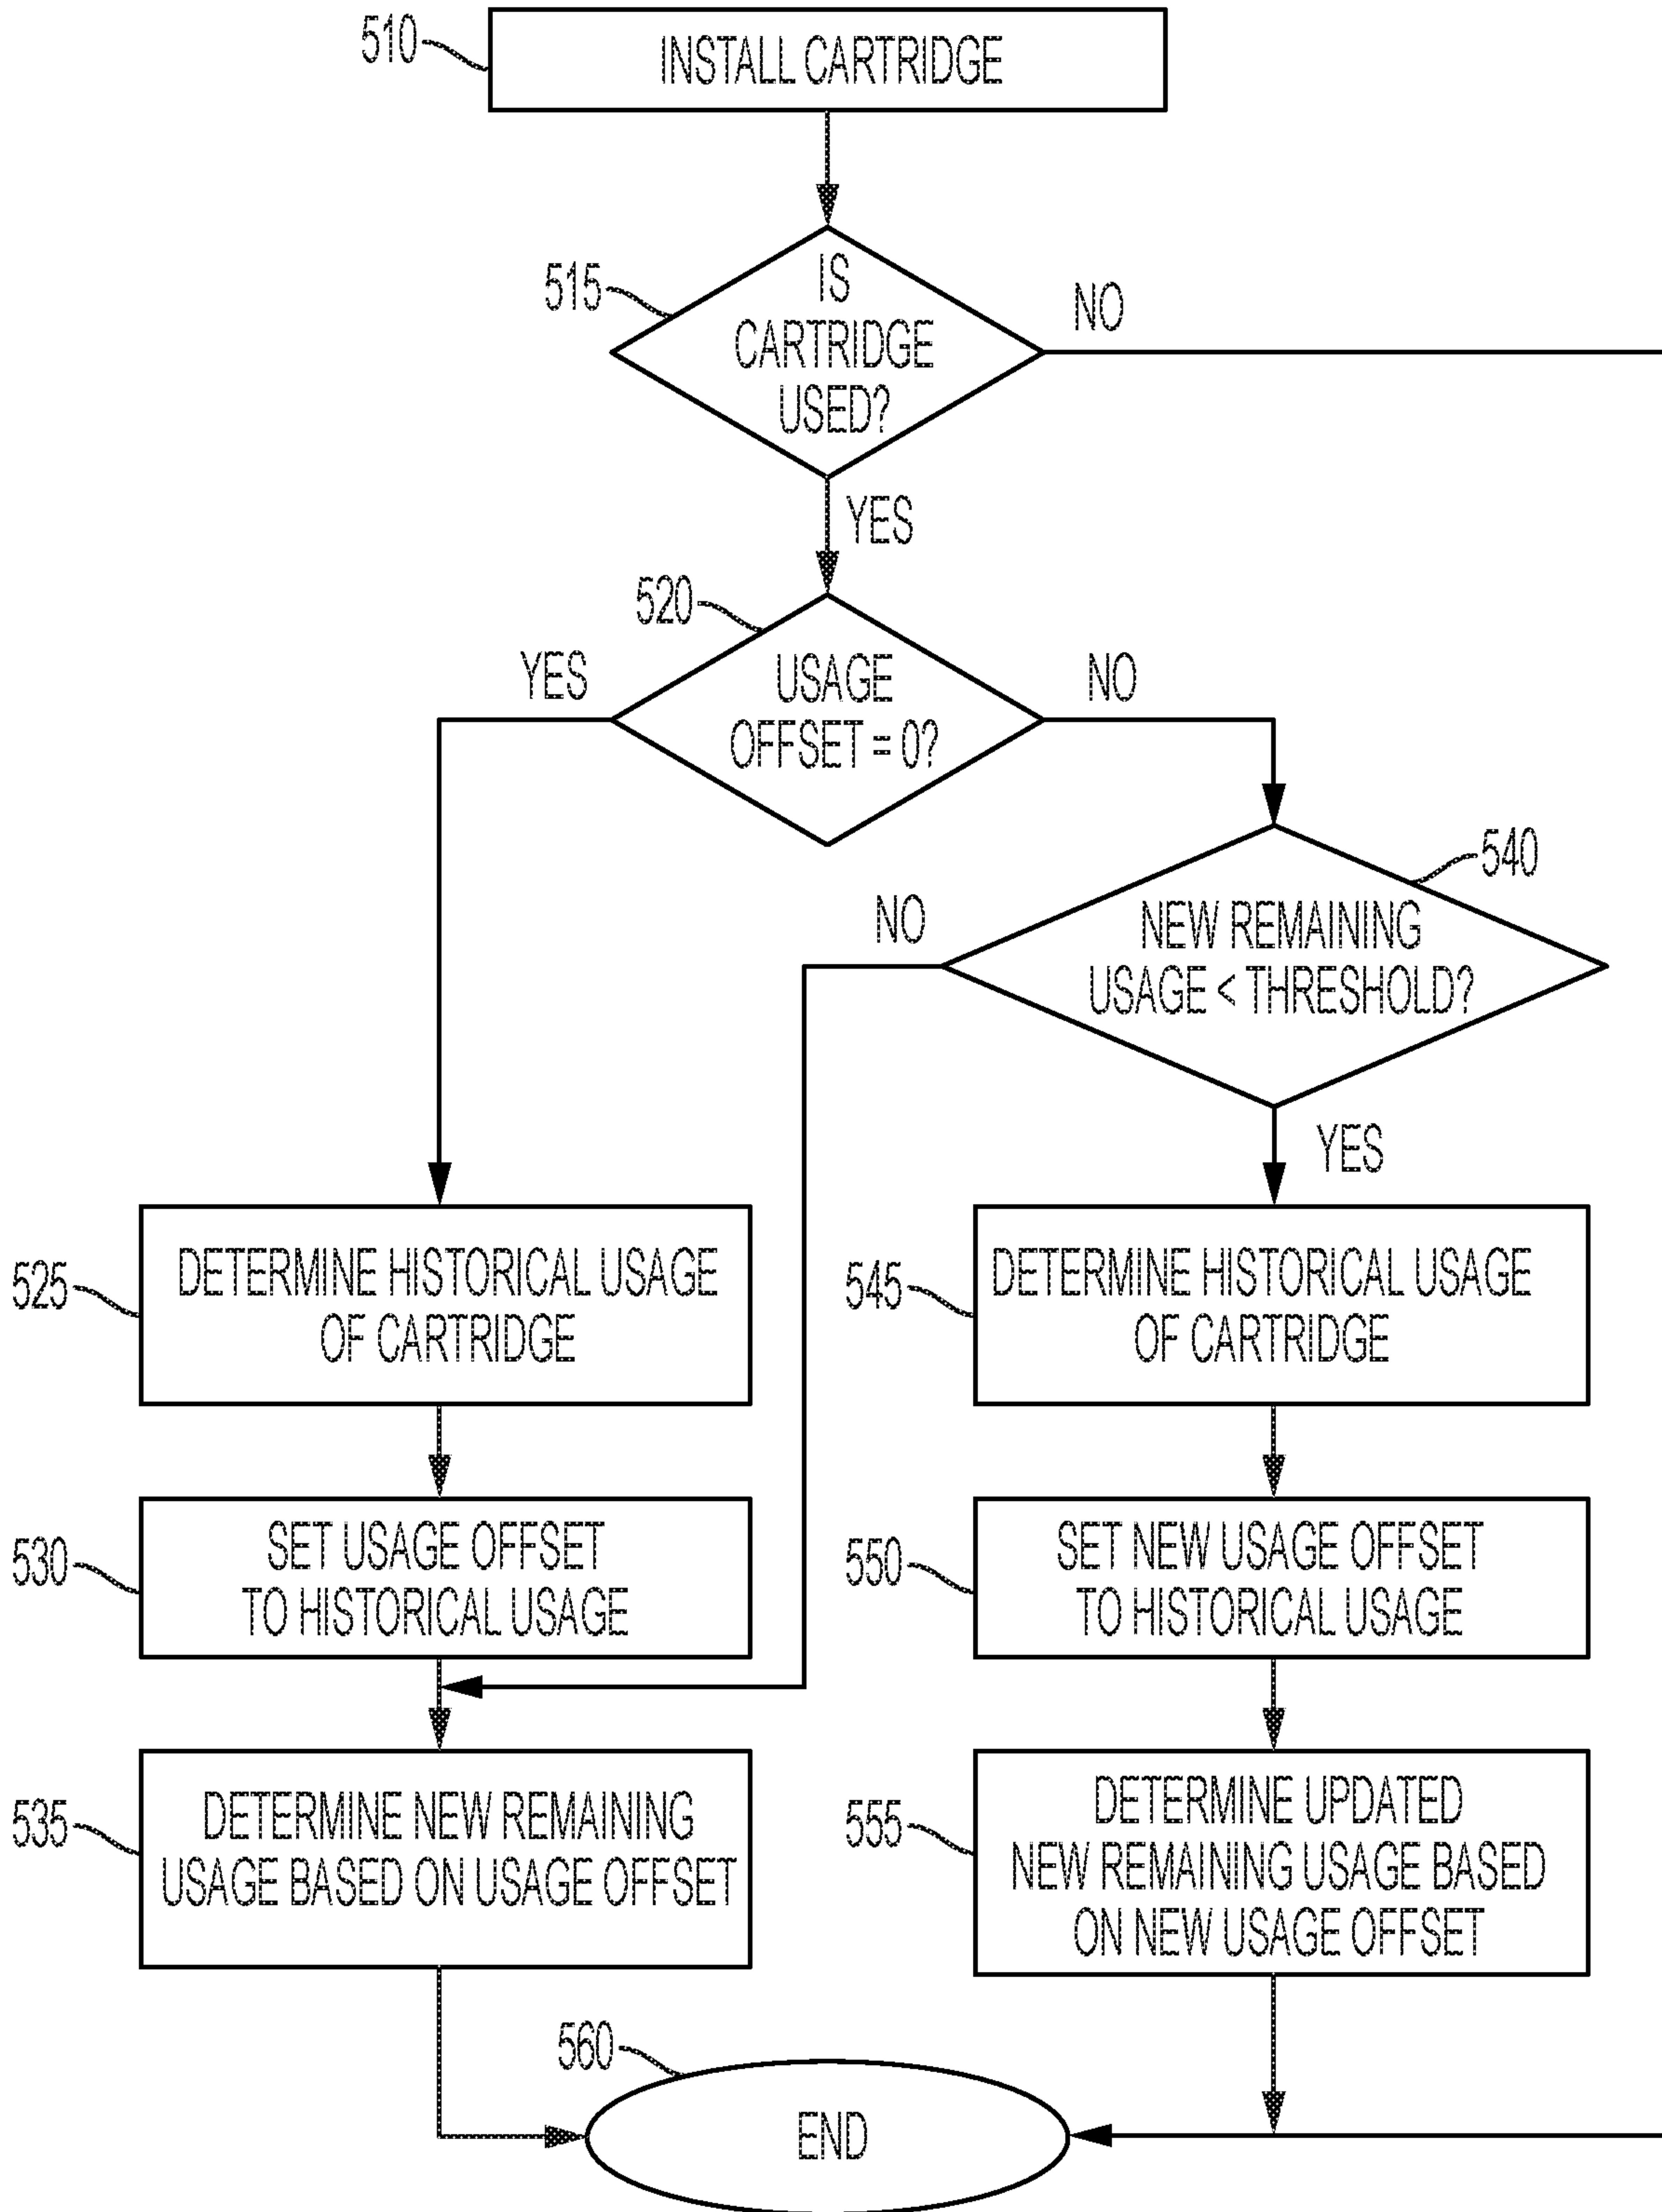 510
INSTALL CARTRIDGE
515
IS
CARTRIDGE
USED?
NO
YES
520
USAGE
OFFSET = 0?
YES
NO
540
NEW REMAINING
USAGE < THRESHOLD?
NO
YES
525
DETERMINE HISTORICAL USAGE
OF CARTRIDGE
545
DETERMINE HISTORICAL USAGE
OF CARTRIDGE
530
SET USAGE OFFSET
TO HISTORICAL USAGE
550
SET NEW USAGE OFFSET
TO HISTORICAL USAGE
535
DETERMINE NEW REMAINING
USAGE BASED ON USAGE OFFSET
555
DETERMINE UPDATED
NEW REMAINING USAGE BASED
ON NEW USAGE OFFSET
560
END